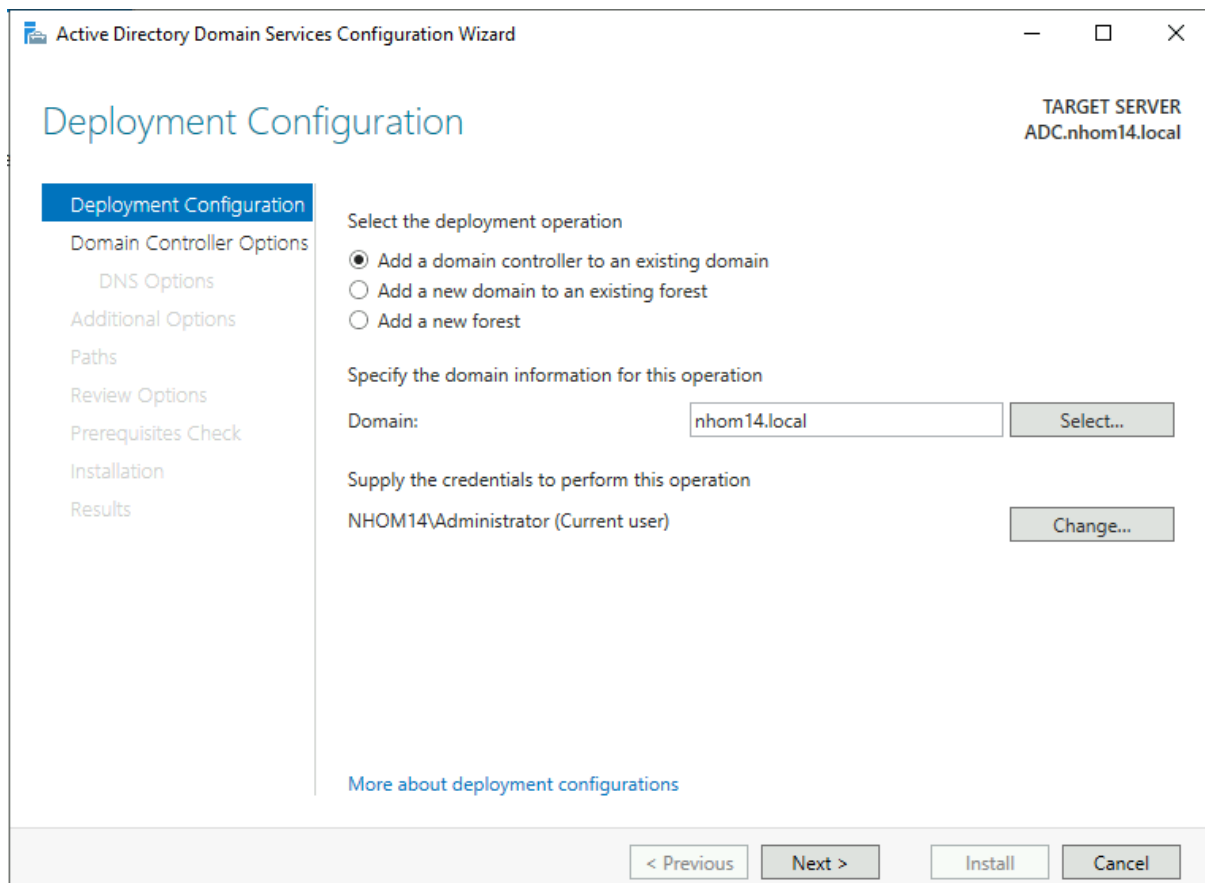 Active Directory Domain Services Configuration Wizard
Deployment Configuration
TARGET SERVER
ADC.nhom14.local
Deployment Configuration
Domain Controller Options
DNS Options
Additional Options
Paths
Review Options
Prerequisites Check
Installation
Results
Select the deployment operation
Add a domain controller to an existing domain
Add a new domain to an existing forest
Add a new forest
Specify the domain information for this operation
Domain: nhom14.local Select...
Supply the credentials to perform this operation
NHOM14\Administrator (Current user) Change...
More about deployment configurations
< Previous Next > Install Cancel